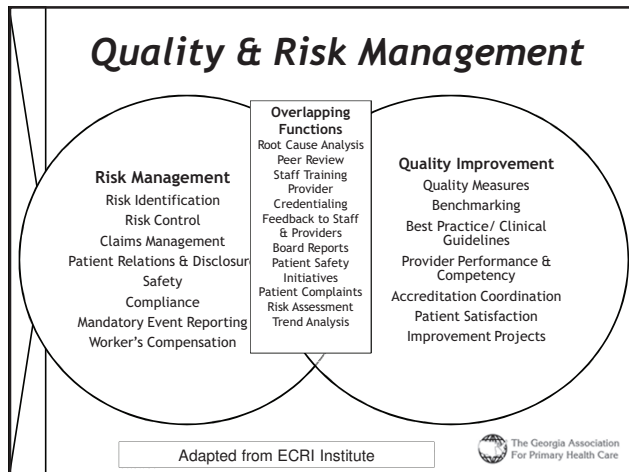 Quality & Risk Management
Risk Management
Risk Identification
Risk Control
Claims Management
Patient Relations & Disclosur
Safety
Compliance
Mandatory Event Reporting
Worker's Compensation
Overlapping
Functions
Root Cause Analysis
Peer Review
Staff Training
Provider
Credentialing
Feedback to Staff
& Providers
Board Reports
Patient Safety
Initiatives
Patient Complaints
Risk Assessment
Trend Analysis
Quality Improvement
Quality Measures
Benchmarking
Best Practice/ Clinical
Guidelines
Provider Performance &
Competency
Accreditation Coordination
Patient Satisfaction
Improvement Projects
Adapted from ECRI Institute
The Georgia Association
For Primary Health Care